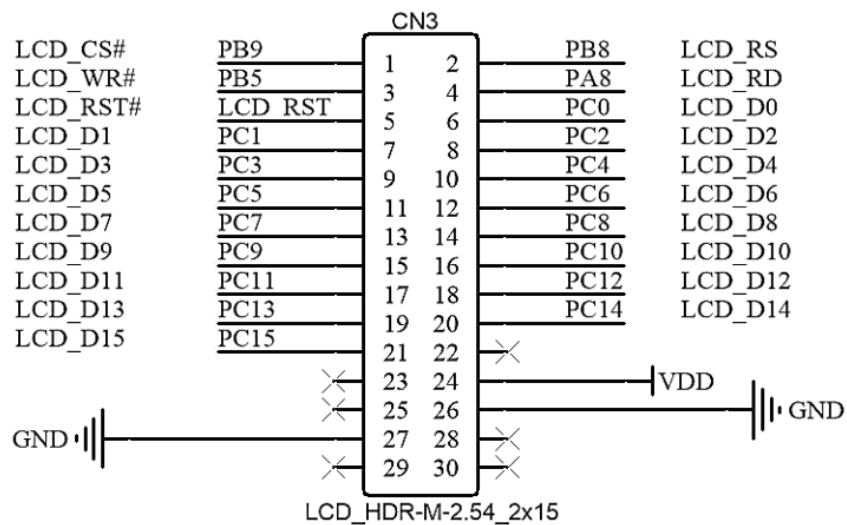 CN3
LCD_CS# PB9 1 2 PB8 LCD_RS
LCD_WR# PB5 3 4 PA8 LCD_RD
LCD_RST# LCD_RST 5 6 PC0 LCD_D0
LCD_D1 PC1 7 8 PC2 LCD_D2
LCD_D3 PC3 9 10 PC4 LCD_D4
LCD_D5 PC5 11 12 PC6 LCD_D6
LCD_D7 PC7 13 14 PC8 LCD_D8
LCD_D9 PC9 15 16 PC10 LCD_D10
LCD_D11 PC11 17 18 PC12 LCD_D12
LCD_D13 PC13 19 20 PC14 LCD_D14
LCD_D15 PC15 21 22
23 24 VDD
25 26 GND
GND 27 28
29 30
LCD_HDR-M-2.54_2x15